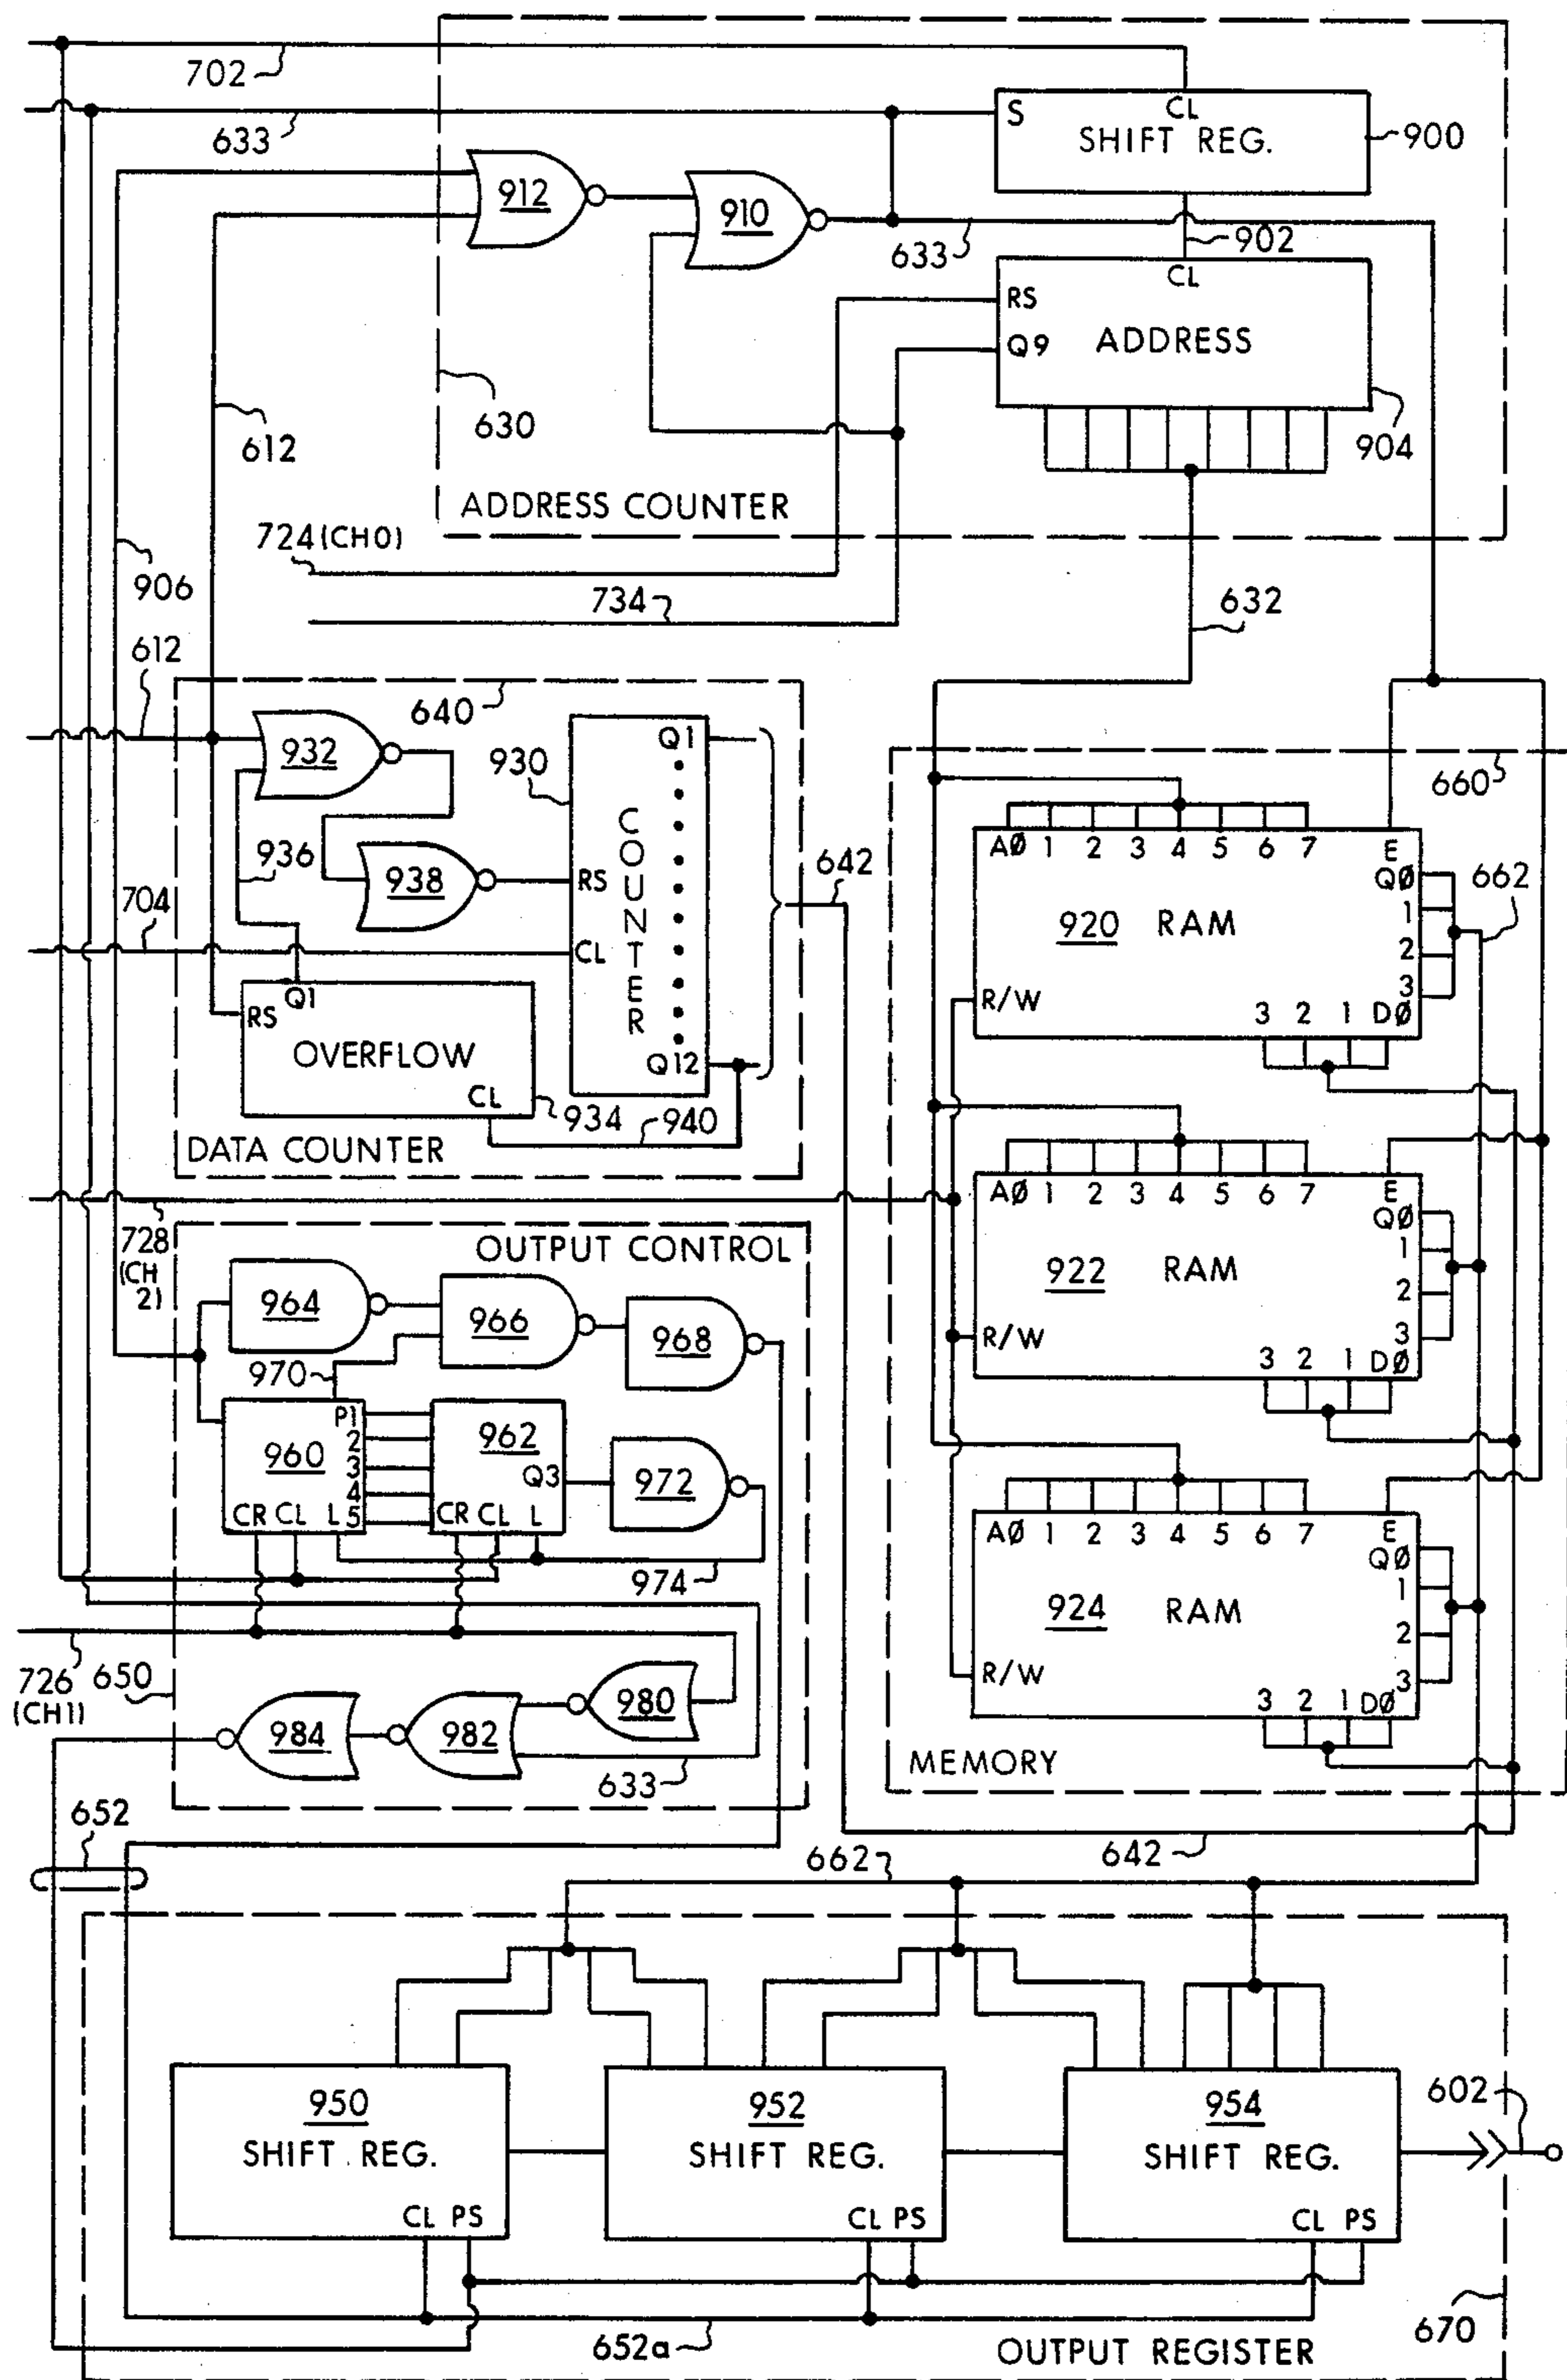 702
633
S
CL
SHIFT REG.
900
912
910
633
902
CL
RS
Q9
ADDRESS
904
612
630
ADDRESS COUNTER
724 (CH0)
906
734
632
612
640
932
930
Q1
COUNTER
936
938
RS
704
CL
642
RS
Q1
OVERFLOW
CL
Q12
934
940
DATA COUNTER
660
AØ 1 2 3 4 5 6 7 E
QØ
1
2
3
662
920 RAM
R/W
3 2 1 DØ
AØ 1 2 3 4 5 6 7 E
QØ
1
2
3
922 RAM
R/W
3 2 1 DØ
AØ 1 2 3 4 5 6 7 E
QØ
1
2
3
924 RAM
R/W
3 2 1 DØ
MEMORY
728
(CH
2)
OUTPUT CONTROL
964
966
968
970
P1
2
3
4
5
960
CR CL L
962
Q3
CR CL L
972
974
726
(CH1)
650
980
982
984
633
652
642
662
950
SHIFT REG.
CL PS
952
SHIFT REG.
CL PS
954
SHIFT REG.
CL PS
602
652a
670
OUTPUT REGISTER